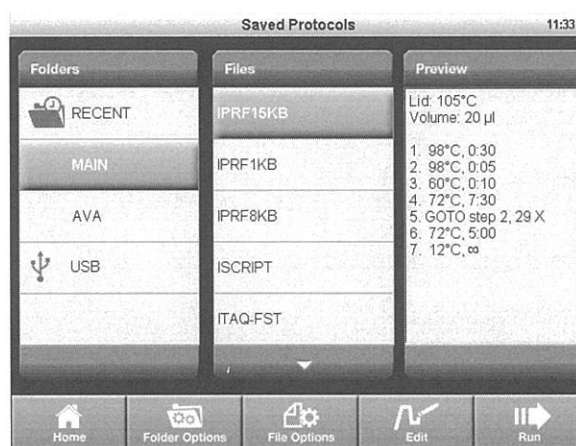 Saved Protocols
11:33
Folders
RECENT
MAIN
AVA
USB
Files
IPRF15KB
IPRF1KB
IPRF8KB
ISCRIPT
ITAQ-FST
Preview
Lid: 105°C
Volume: 20 µl
1. 98°C, 0:30
2. 98°C, 0:05
3. 60°C, 0:10
4. 72°C, 7:30
5. GOTO step 2, 29 X
6. 72°C, 5:00
7. 12°C, ∞
Home
Folder Options
File Options
Edit
Run